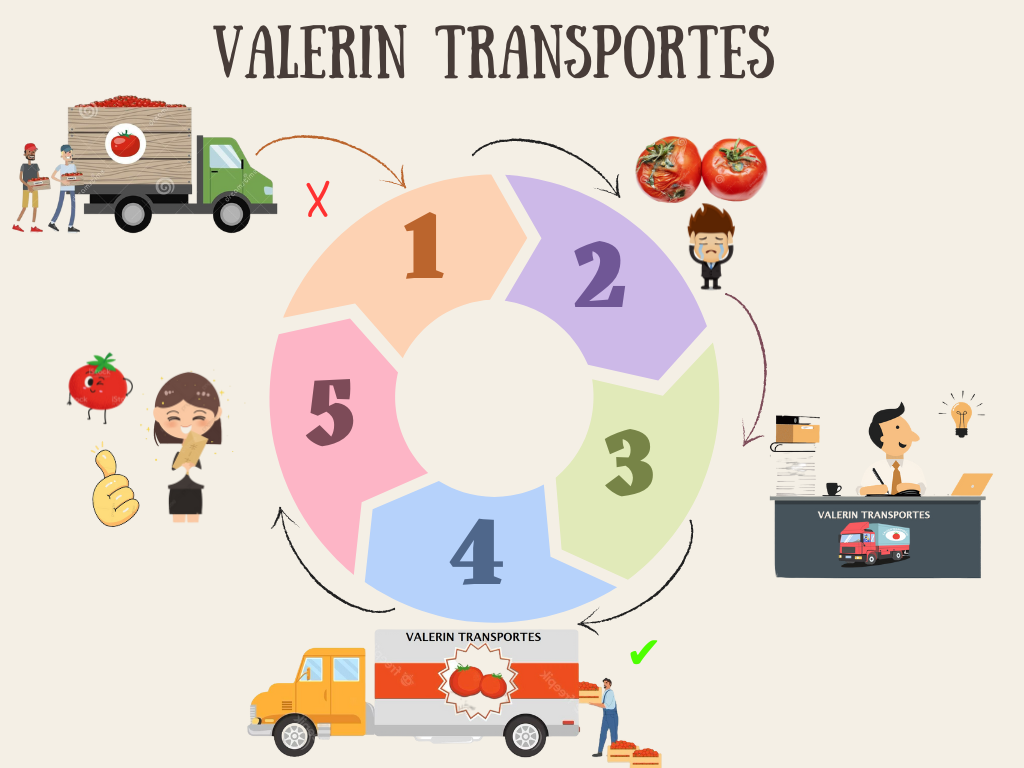 VALERIN TRANSPORTES
X
1
2
3
VALERIN TRANSPORTES
5
4
VALERIN TRANSPORTES